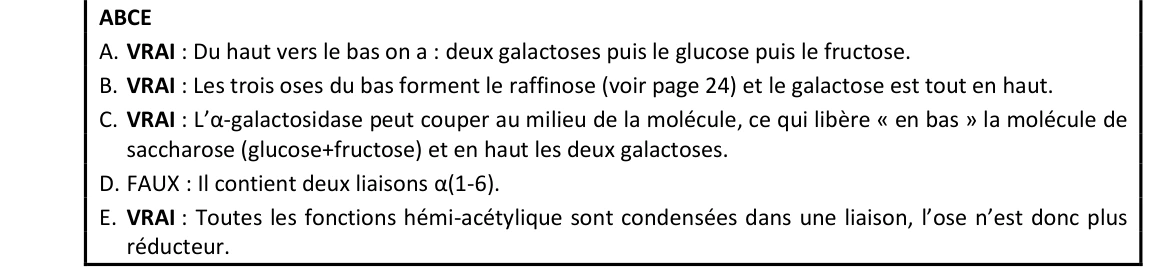 ABCE
A. VRAI : Du haut vers le bas on a : deux galactoses puis le glucose puis le fructose.
B. VRAI : Les trois oses du bas forment le raffinose (voir page 24) et le galactose est tout en haut.
C. VRAI : L’α-galactosidase peut couper au milieu de la molécule, ce qui libère « en bas » la molécule de
saccharose (glucose+fructose) et en haut les deux galactoses.
D. FAUX : Il contient deux liaisons α(1-6).
E. VRAI : Toutes les fonctions hémi-acétylique sont condensées dans une liaison, l’ose n’est donc plus
réducteur.